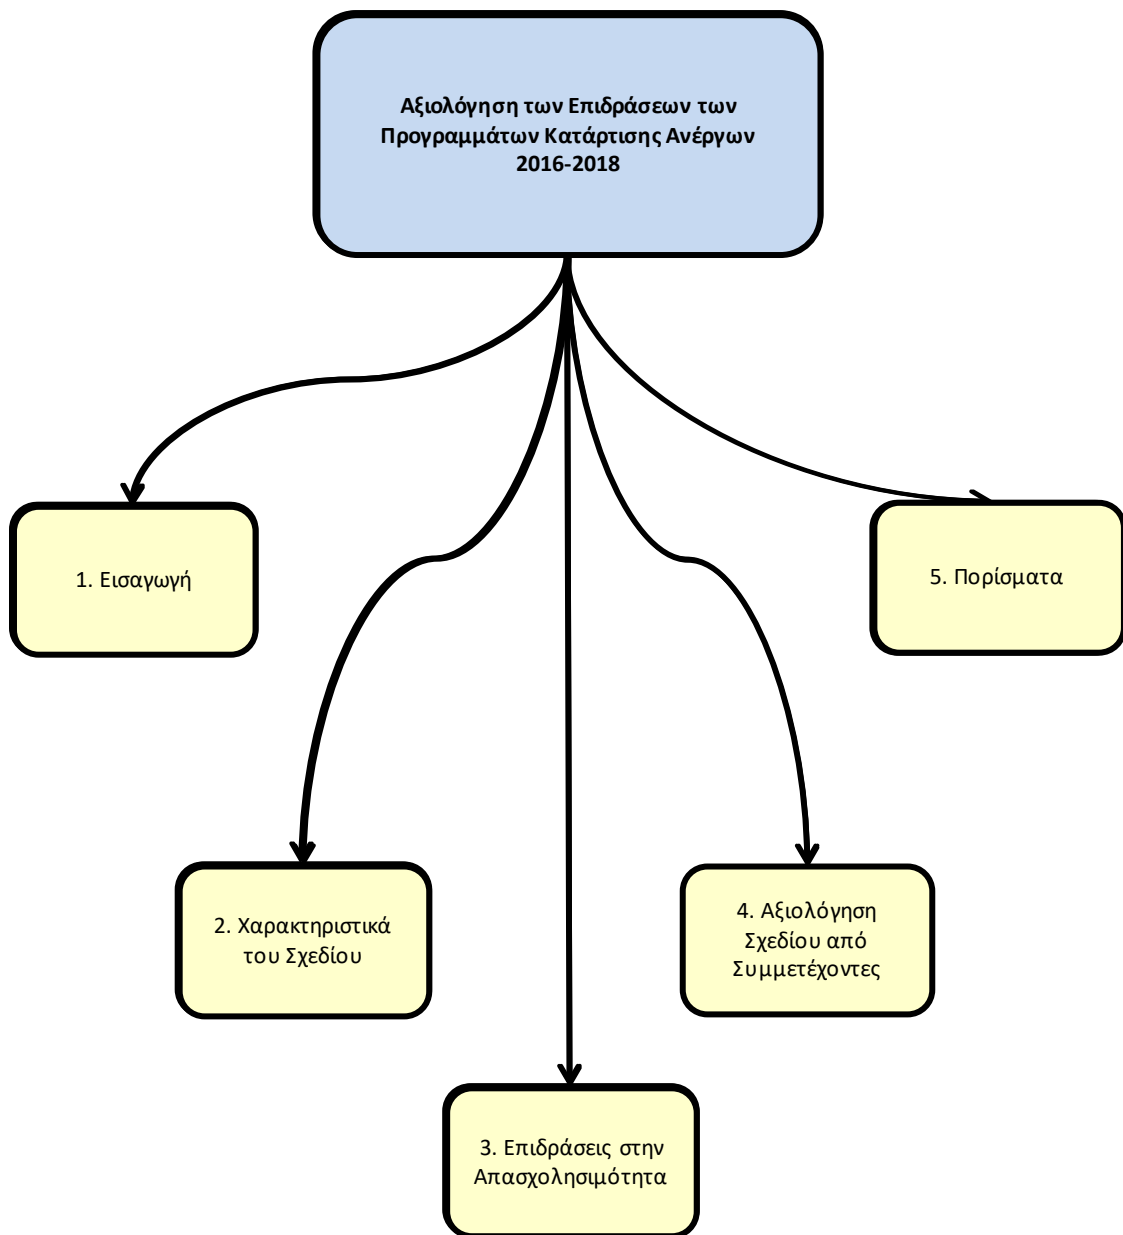 Αξιολόγηση των Επιδράσεων των
Προγραμμάτων Κατάρτισης Ανέργων
2016-2018
1. Εισαγωγή
2. Χαρακτηριστικά
του Σχεδίου
3. Επιδράσεις στην
Απασχολησιμότητα
4. Αξιολόγηση
Σχεδίου από
Συμμετέχοντες
5. Πορίσματα